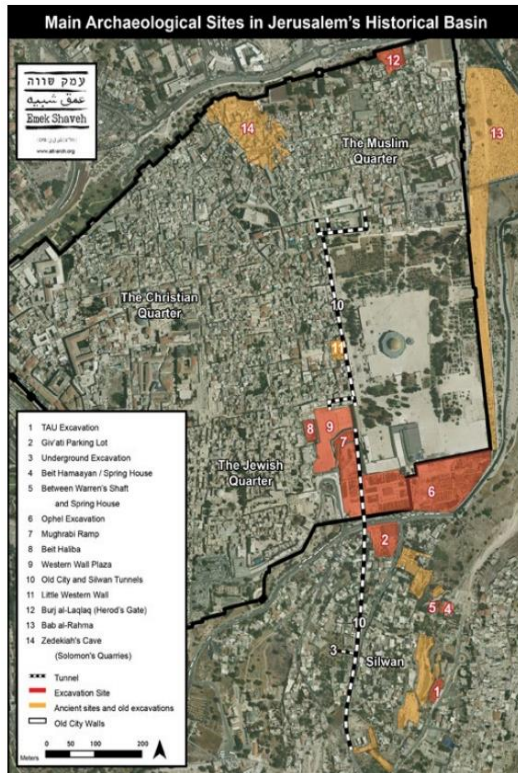 Main Archaeological Sites in Jerusalem's Historical Basin
עמק שווה
عمق شبيه
Emek Shaveh
www.alt-arch.org
12
14
13
The Muslim
Quarter
10
The Christian
Quarter
11
8
9
7
The Jewish
Quarter
6
2
5
4
10
3
Silwan
1
1 TAU Excavation
2 Giv'ati Parking Lot
3 Underground Excavation
4 Beit Hamaayan / Spring House
5 Between Warren's Shaft
and Spring House
6 Ophel Excavation
7 Mughrabi Ramp
8 Beit Haliba
9 Western Wall Plaza
10 Old City and Silwan Tunnels
11 Little Western Wall
12 Burj al-Laqlaq (Herod's Gate)
13 Bab al-Rahma
14 Zedekiah's Cave
(Solomon's Quarries)
Tunnel
Excavation Site
Ancient sites and old excavations
Old City Walls
Meters
0 50 100 200